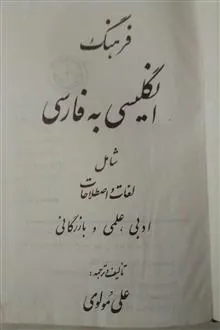 فرهنگ
انگلیسی به فارسی
شامل
لغات و اصطلاحات
ادبی، علمی و بازرگانی
تألیف و ترجمه:
علی مولوی